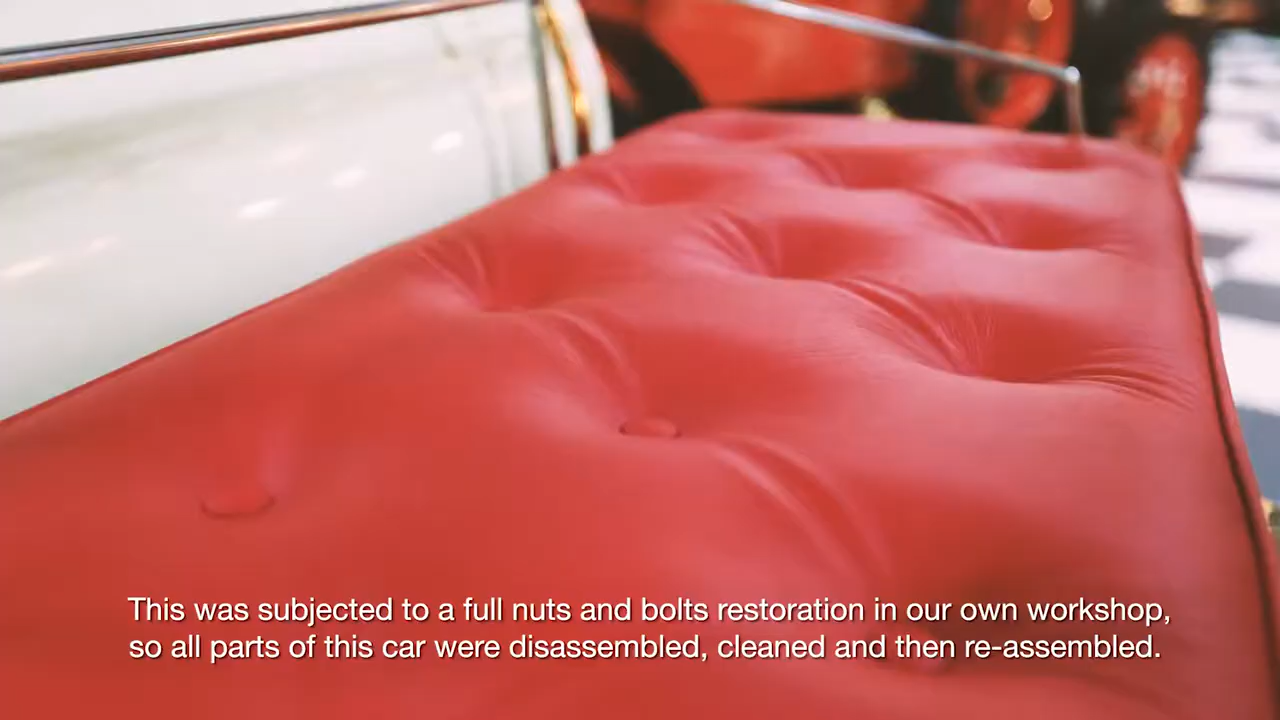 This was subjected to a full nuts and bolts restoration in our own workshop,
so all parts of this car were disassembled, cleaned and then re-assembled.